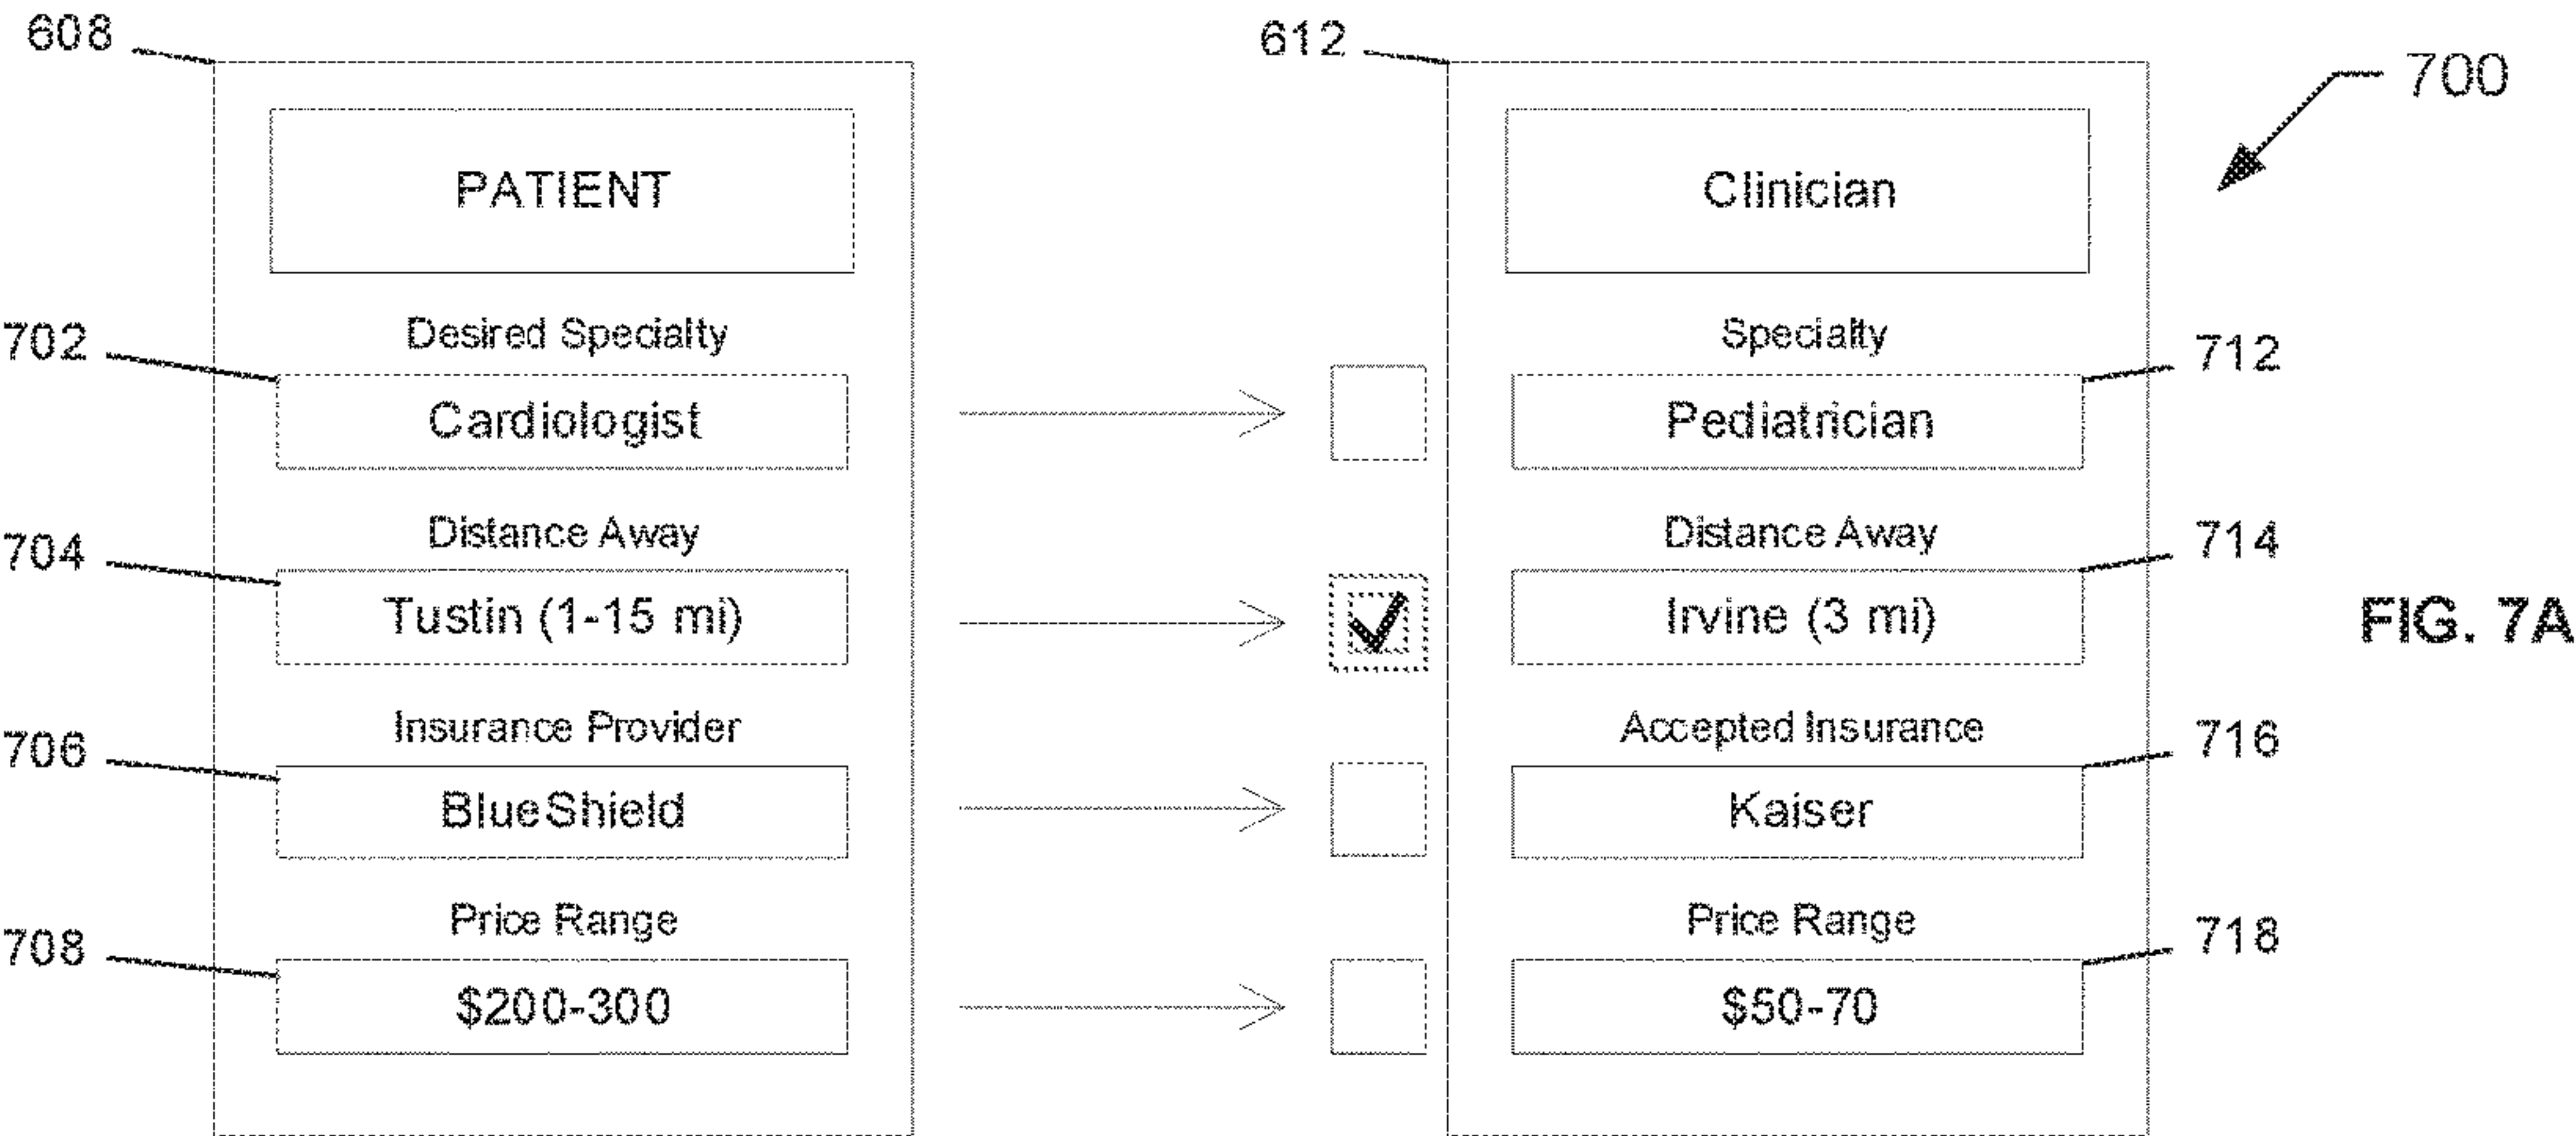 608
612
700
PATIENT
Clinician
Desired Specialty
Specialty
702
712
Cardiologist
Pediatrician
Distance Away
Distance Away
704
714
Tustin (1-15 mi)
Irvine (3 mi)
FIG. 7A
Insurance Provider
Accepted Insurance
706
716
BlueShield
Kaiser
Price Range
Price Range
708
718
$200-300
$50-70